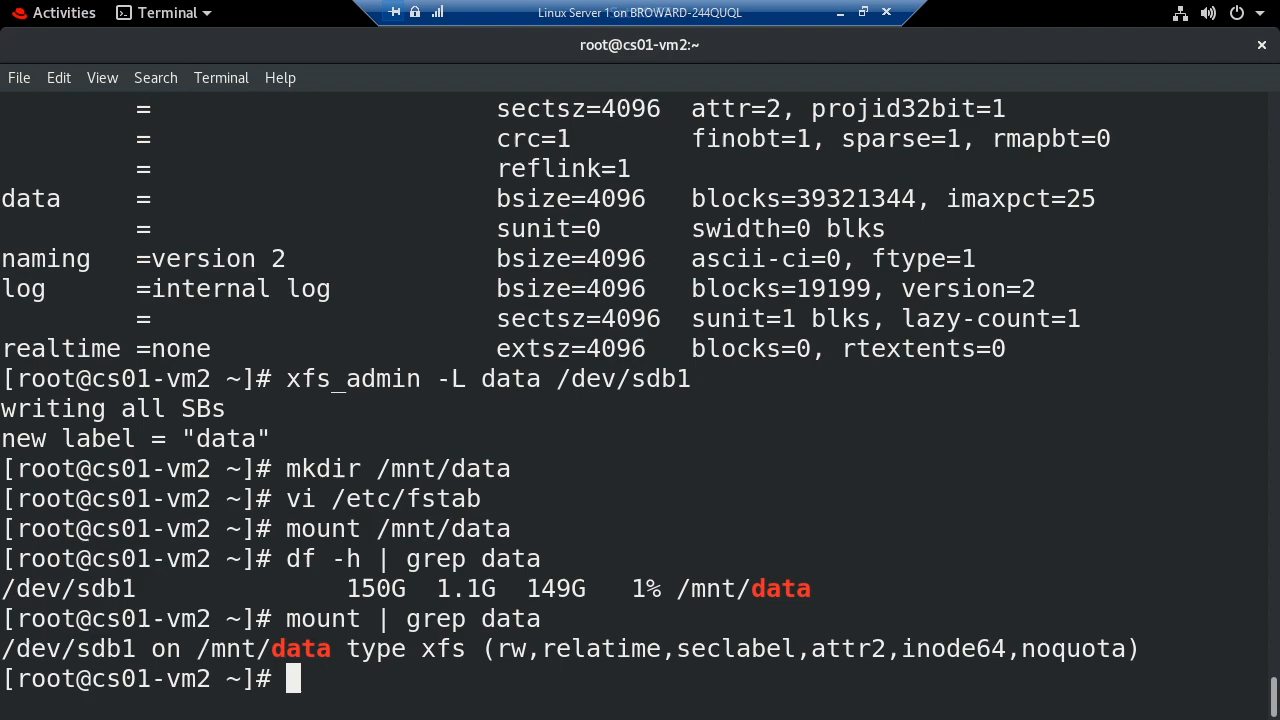 Activities Terminal Linux Server 1 on BROWARD-244QUQL
root@cs01-vm2:~
File Edit View Search Terminal Help
= sectsz=4096 attr=2, projid32bit=1
= crc=1 finobt=1, sparse=1, rmapbt=0
= reflink=1
data = bsize=4096 blocks=39321344, imaxpct=25
= sunit=0 swidth=0 blks
naming =version 2 bsize=4096 ascii-ci=0, ftype=1
log =internal log bsize=4096 blocks=19199, version=2
= sectsz=4096 sunit=1 blks, lazy-count=1
realtime =none extsz=4096 blocks=0, rtextents=0
[root@cs01-vm2 ~]# xfs_admin -L data /dev/sdb1
writing all SBs
new label = "data"
[root@cs01-vm2 ~]# mkdir /mnt/data
[root@cs01-vm2 ~]# vi /etc/fstab
[root@cs01-vm2 ~]# mount /mnt/data
[root@cs01-vm2 ~]# df -h | grep data
/dev/sdb1 150G 1.1G 149G 1% /mnt/data
[root@cs01-vm2 ~]# mount | grep data
/dev/sdb1 on /mnt/data type xfs (rw,relatime,seclabel,attr2,inode64,noquota)
[root@cs01-vm2 ~]#